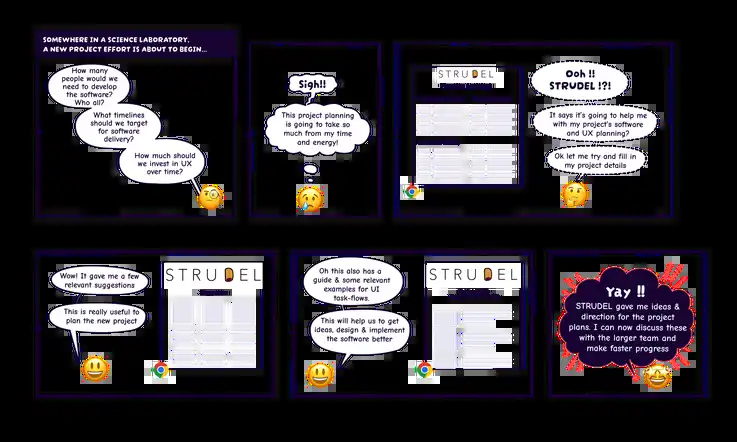 SOMEWHERE IN A SCIENCE LABORATORY,
A NEW PROJECT EFFORT IS ABOUT TO BEGIN...
How many
people would we
need to develop
the software?
Who all?
What timelines
should we target
for software
delivery?
How much should
we invest in UX
over time?
Sigh!!
This project planning
is going to take so
much from my time
and energy!
STRUDEL
Ooh !!
STRUDEL !?!
It says it's going to help me
with my project's software
and UX planning?
Ok let me try and fill in
my project details
Wow! It gave me a few
relevant suggestions
This is really useful to
plan the new project
STRUDEL
Oh this also has a
guide & some relevant
examples for UI
task-flows.
This will help us to get
ideas, design & implement
the software better
STRUDEL
Yay !!
STRUDEL gave me ideas &
direction for the project
plans. I can now discuss these
with the larger team and
make faster progress